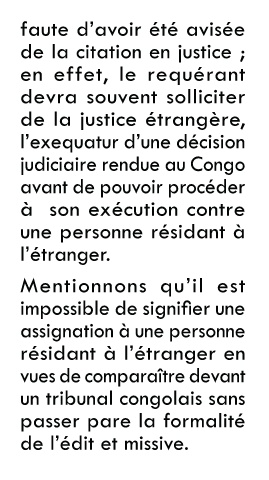 faute d’avoir été avisée
de la citation en justice ;
en effet, le requérant
devra souvent solliciter
de la justice étrangère,
l’exequatur d’une décision
judiciaire rendue au Congo
avant de pouvoir procéder
à son exécution contre
une personne résidant à
l’étranger.
Mentionnons qu’il est
impossible de signifier une
assignation à une personne
résidant à l’étranger en
vues de comparaître devant
un tribunal congolais sans
passer pare la formalité
de l’édit et missive.